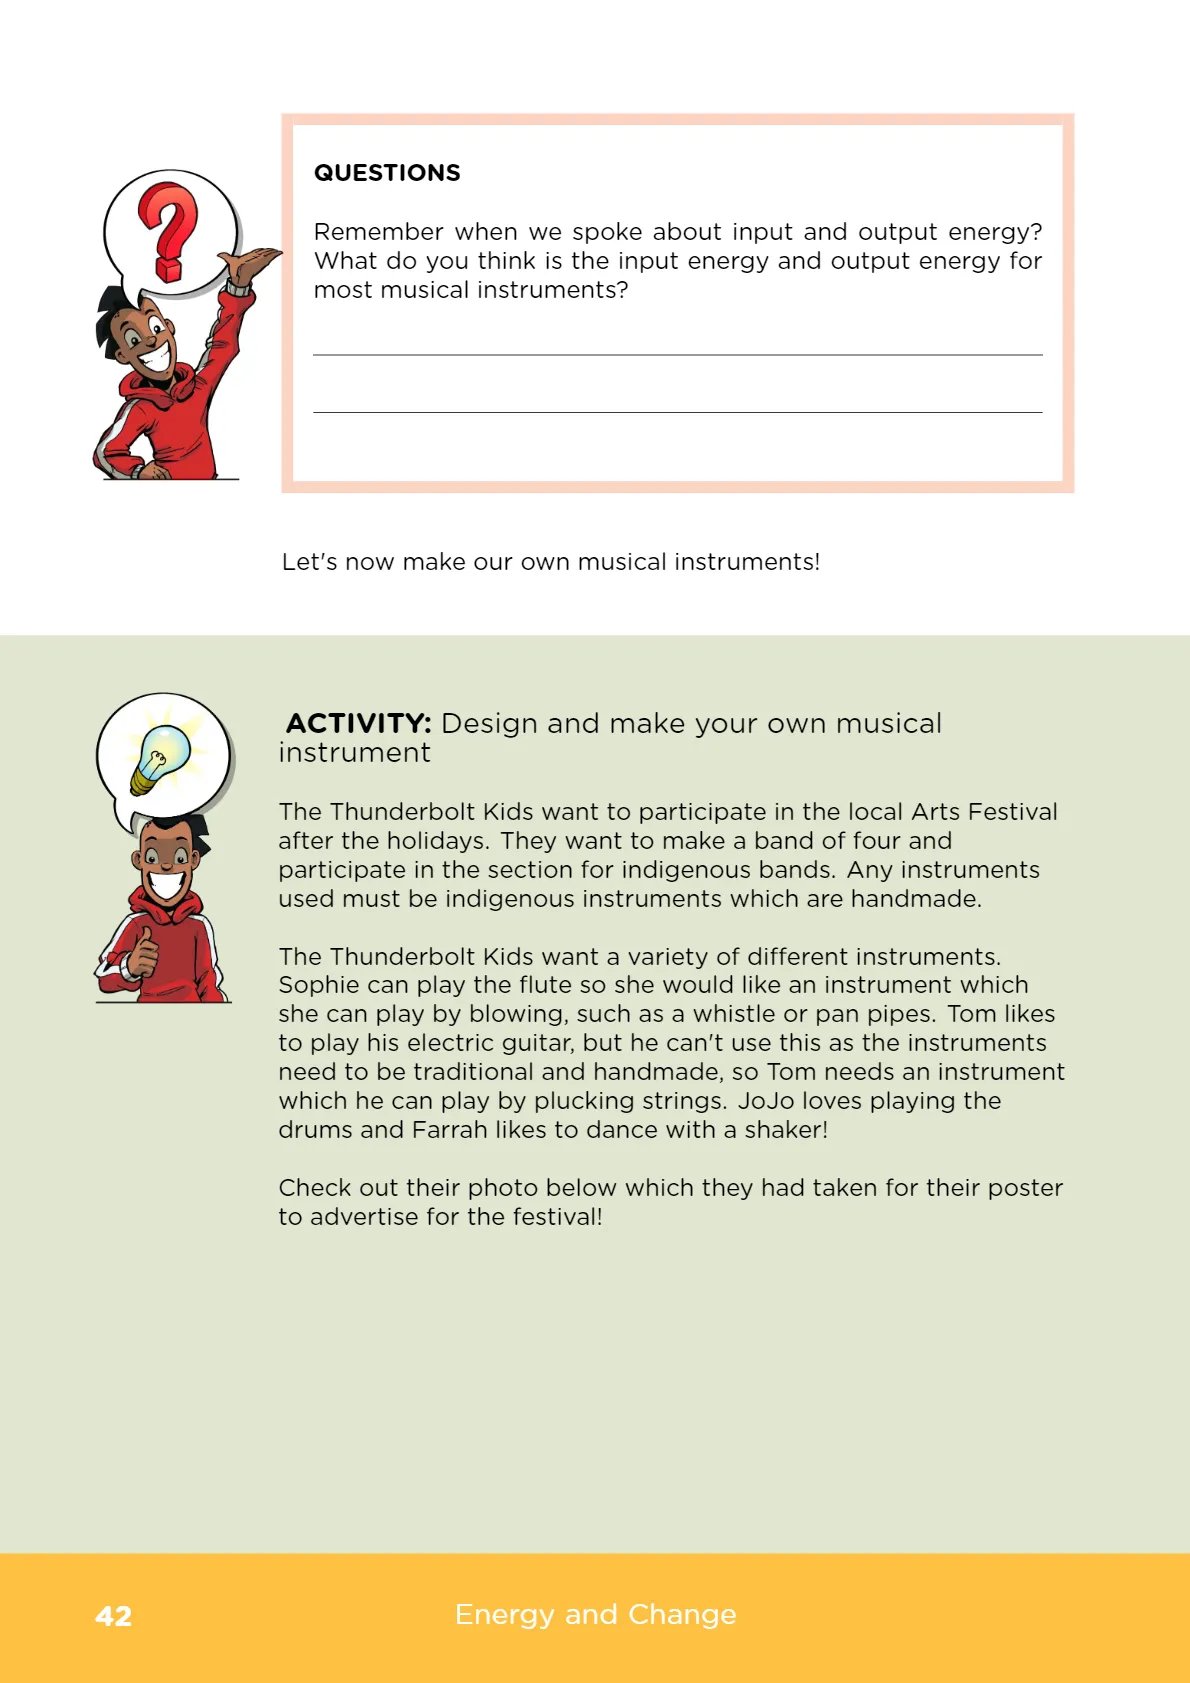 QUESTIONS
Remember when we spoke about input and output energy?
What do you think is the input energy and output energy for
most musical instruments?
Let's now make our own musical instruments!
ACTIVITY: Design and make your own musical
instrument
The Thunderbolt Kids want to participate in the local Arts Festival
after the holidays. They want to make a band of four and
participate in the section for indigenous bands. Any instruments
used must be indigenous instruments which are handmade.
The Thunderbolt Kids want a variety of different instruments.
Sophie can play the flute so she would like an instrument which
she can play by blowing, such as a whistle or pan pipes. Tom likes
to play his electric guitar, but he can't use this as the instruments
need to be traditional and handmade, so Tom needs an instrument
which he can play by plucking strings. JoJo loves playing the
drums and Farrah likes to dance with a shaker!
Check out their photo below which they had taken for their poster
to advertise for the festival!
42 Energy and Change